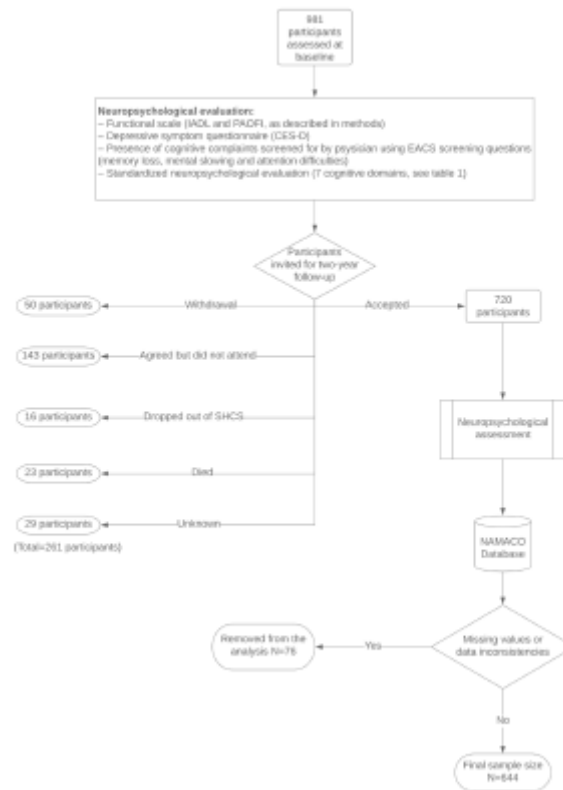 981
participants
assessed at
baseline
Neuropsychological evaluation:
– Functional scale (IADL and PAOFI, as described in methods)
– Depressive symptom questionnaire (CES-D)
– Presence of cognitive complaints screened for by psysician using EACS screening questions
(memory loss, mental slowing and attention difficulties)
– Standardized neuropsychological evaluation (7 cognitive domains, see table 1)
Participants
invited for two-year
follow-up
50 participants
Withdrawal
Accepted
720
participants
143 participants
Agreed but did not attend
16 participants
Dropped out of SHCS
Neuropsychological
assessment
23 participants
Died
29 participants
Unknown
(Total=261 participants)
NAMACO
Database
Missing values or
data inconsistencies
Yes
Removed from the
analysis N=76
No
Final sample size
N=644